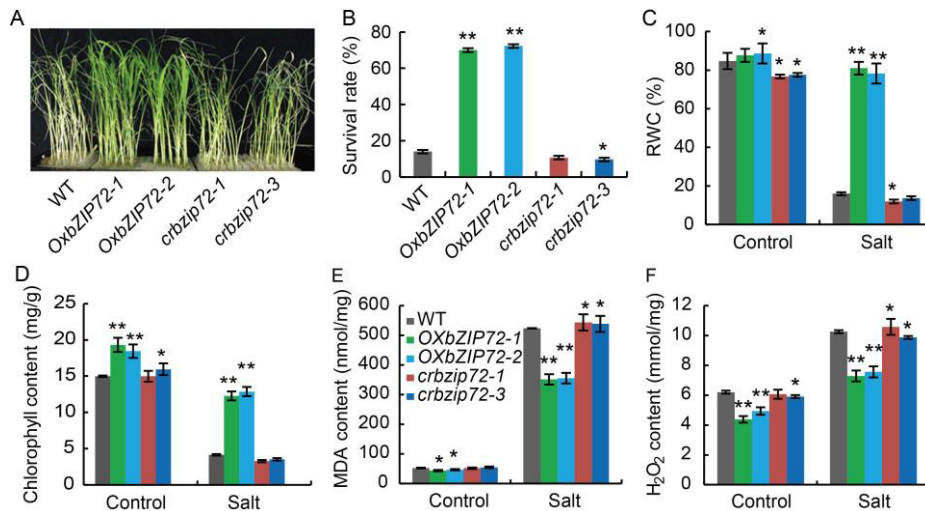 A
WT
OxbZIP72-1
OxbZIP72-2
crbzip72-1
crbzip72-3
B
Survival rate (%)
80
60
40
20
0
**
**
*
WT
OxbZIP72-1
OxbZIP72-2
crbzip72-1
crbzip72-3
C
RWC (%)
100
80
60
40
20
0
*
*
*
**
**
*
Control
Salt
D
Chlorophyll content (mg/g)
25
20
15
10
5
0
**
**
*
**
**
Control
Salt
E
MDA content (nmol/mg)
600
500
400
300
200
100
0
WT
OXbZIP72-1
OXbZIP72-2
crbzip72-1
crbzip72-3
*
*
**
**
*
*
Control
Salt
F
H₂O₂ content (mmol/mg)
12
10
8
6
4
2
0
**
**
*
**
**
*
*
Control
Salt